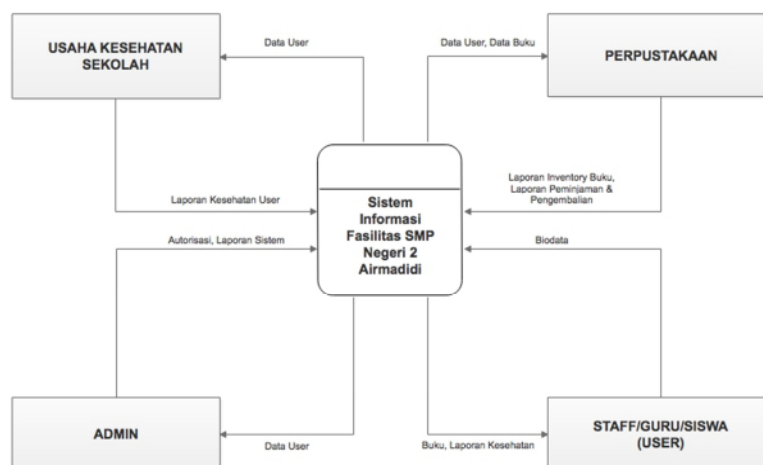 USAHA KESEHATAN
SEKOLAH
Data User
Data User, Data Buku
PERPUSTAKAAN
Laporan Kesehatan User
Laporan Inventory Buku,
Laporan Peminjaman &
Pengembalian
Sistem
Informasi
Fasilitas SMP
Negeri 2
Airmadidi
Autorisasi, Laporan Sistem
Biodata
ADMIN
Data User
Buku, Laporan Kesehatan
STAFF/GURU/SISWA
(USER)